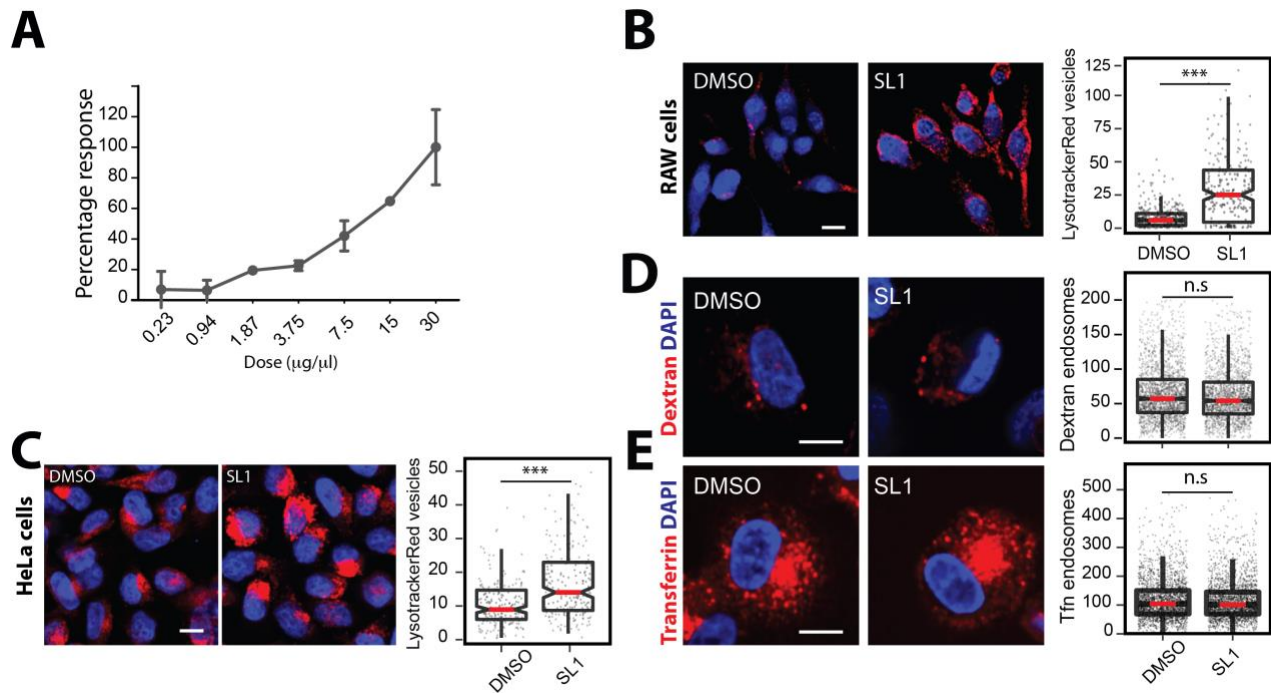 A
Percentage response
120
100
80
60
40
20
0
0.23
0.94
1.87
3.75
7.5
15
30
Dose (µg/µl)
B
RAW cells
DMSO
SL1
LysotrackerRed vesicles
125
100
75
50
25
0
***
DMSO
SL1
C
HeLa cells
DMSO
SL1
LysotrackerRed vesicles
50
40
30
20
10
0
***
DMSO
SL1
D
Dextran DAPI
DMSO
SL1
Dextran endosomes
200
150
100
50
0
n.s
E
Transferrin DAPI
DMSO
SL1
Tfn endosomes
500
400
300
200
100
0
n.s
DMSO
SL1